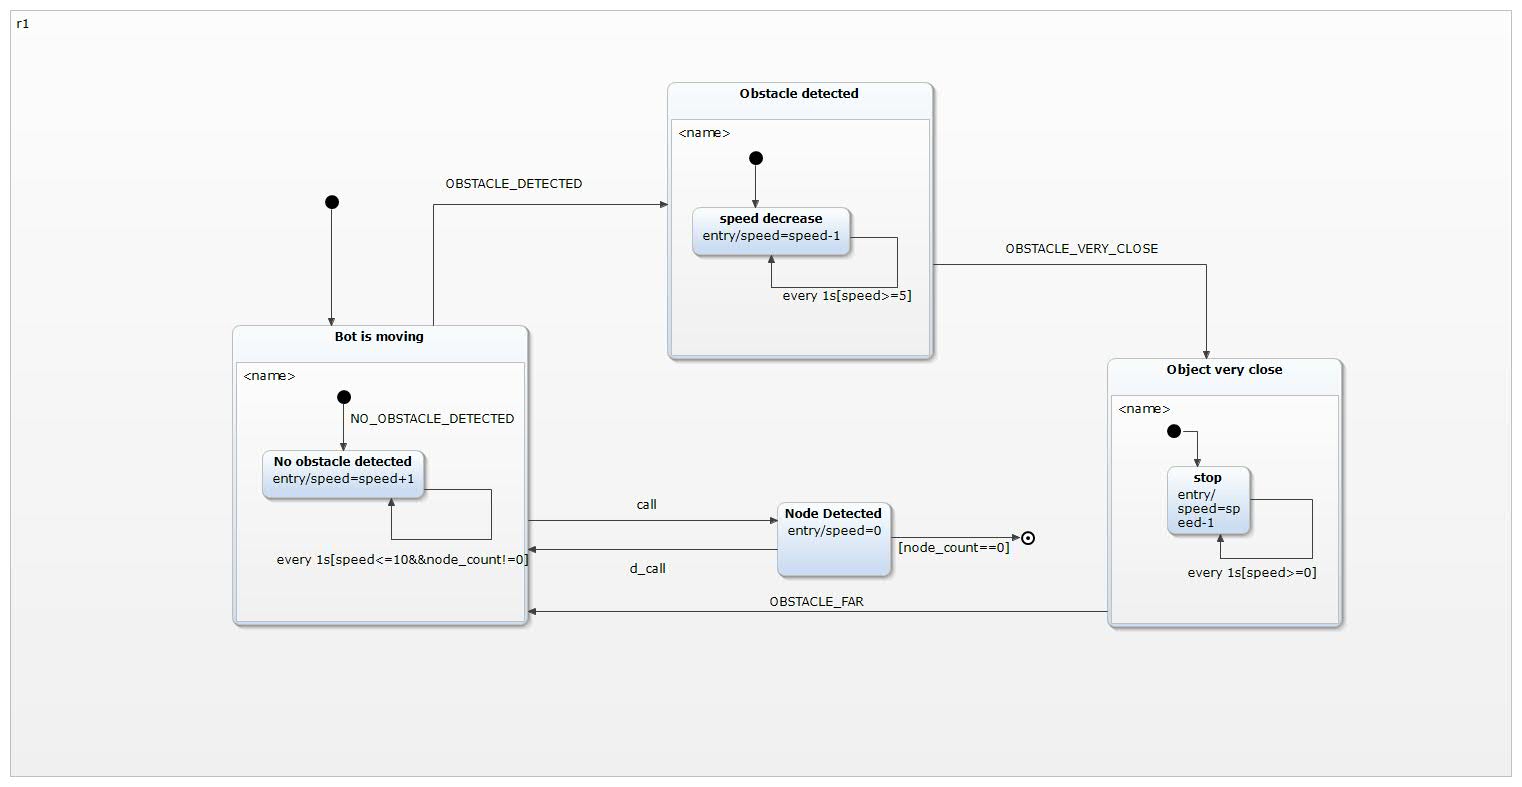 r1
Obstacle detected
<name>
OBSTACLE_DETECTED
speed decrease
entry/speed=speed-1
every 1s[speed>=5]
OBSTACLE_VERY_CLOSE
Bot is moving
<name>
NO_OBSTACLE_DETECTED
No obstacle detected
entry/speed=speed+1
every 1s[speed<=10&&node_count!=0]
Object very close
<name>
stop
entry/
speed=sp
eed-1
every 1s[speed>=0]
call
Node Detected
entry/speed=0
[node_count==0]
d_call
OBSTACLE_FAR